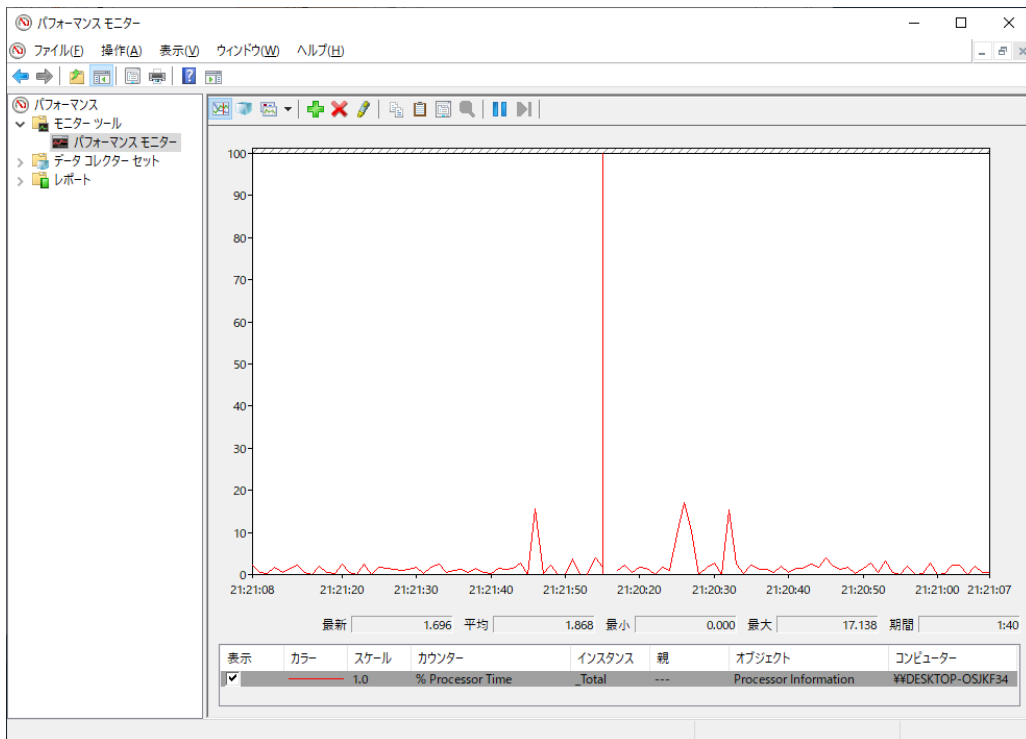 パフォーマンス モニター
ファイル(F) 操作(A) 表示(V) ウィンドウ(W) ヘルプ(H)
パフォーマンス
モニター ツール
パフォーマンス モニター
データ コレクター セット
レポート
100
90
80
70
60
50
40
30
20
10
0
21:21:08 21:21:20 21:21:30 21:21:40 21:21:50 21:20:20 21:20:30 21:20:40 21:20:50 21:21:00 21:21:07
最新 1.696 平均 1.868 最小 0.000 最大 17.138 期間 1:40
表示 カラー スケール カウンター インスタンス 親 オブジェクト コンピューター
1.0 % Processor Time _Total --- Processor Information ¥¥DESKTOP-OSJKF34